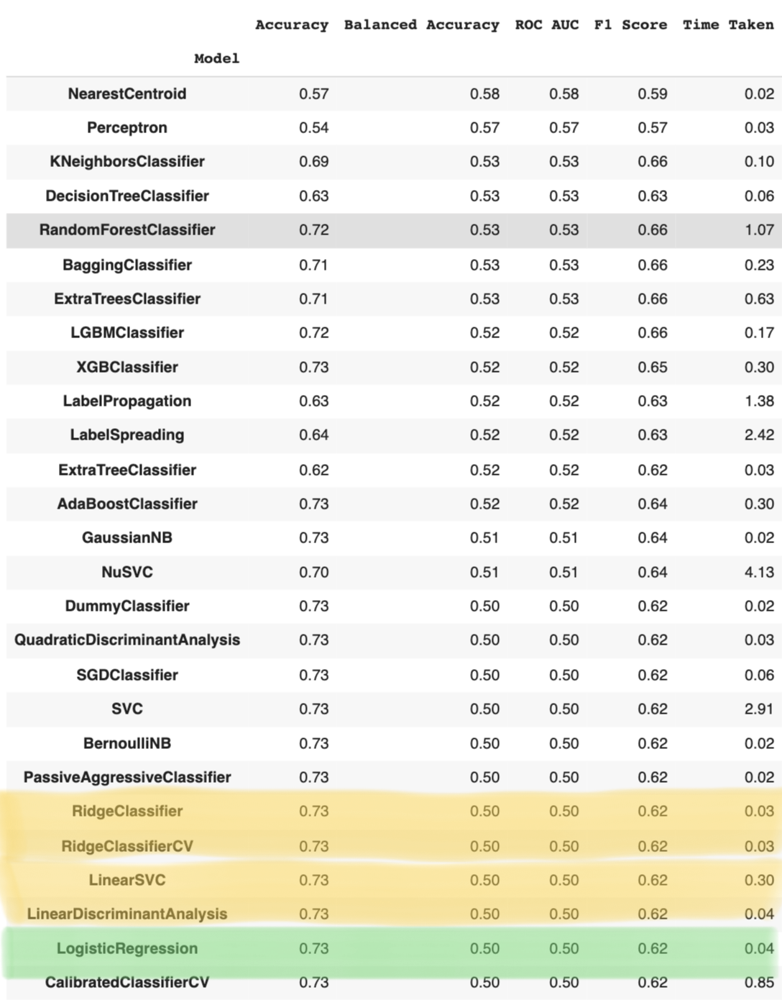 Accuracy Balanced Accuracy ROC AUC F1 Score Time Taken
Model
NearestCentroid 0.57 0.58 0.58 0.59 0.02
Perceptron 0.54 0.57 0.57 0.57 0.03
KNeighborsClassifier 0.69 0.53 0.53 0.66 0.10
DecisionTreeClassifier 0.63 0.53 0.53 0.63 0.06
RandomForestClassifier 0.72 0.53 0.53 0.66 1.07
BaggingClassifier 0.71 0.53 0.53 0.66 0.23
ExtraTreesClassifier 0.71 0.53 0.53 0.66 0.63
LGBMClassifier 0.72 0.52 0.52 0.66 0.17
XGBClassifier 0.73 0.52 0.52 0.65 0.30
LabelPropagation 0.63 0.52 0.52 0.63 1.38
LabelSpreading 0.64 0.52 0.52 0.63 2.42
ExtraTreeClassifier 0.62 0.52 0.52 0.62 0.03
AdaBoostClassifier 0.73 0.52 0.52 0.64 0.30
GaussianNB 0.73 0.51 0.51 0.64 0.02
NuSVC 0.70 0.51 0.51 0.64 4.13
DummyClassifier 0.73 0.50 0.50 0.62 0.02
QuadraticDiscriminantAnalysis 0.73 0.50 0.50 0.62 0.03
SGDClassifier 0.73 0.50 0.50 0.62 0.06
SVC 0.73 0.50 0.50 0.62 2.91
BernoulliNB 0.73 0.50 0.50 0.62 0.02
PassiveAggressiveClassifier 0.73 0.50 0.50 0.62 0.02
RidgeClassifier 0.73 0.50 0.50 0.62 0.03
RidgeClassifierCV 0.73 0.50 0.50 0.62 0.03
LinearSVC 0.73 0.50 0.50 0.62 0.30
LinearDiscriminantAnalysis 0.73 0.50 0.50 0.62 0.04
LogisticRegression 0.73 0.50 0.50 0.62 0.04
CalibratedClassifierCV 0.73 0.50 0.50 0.62 0.85